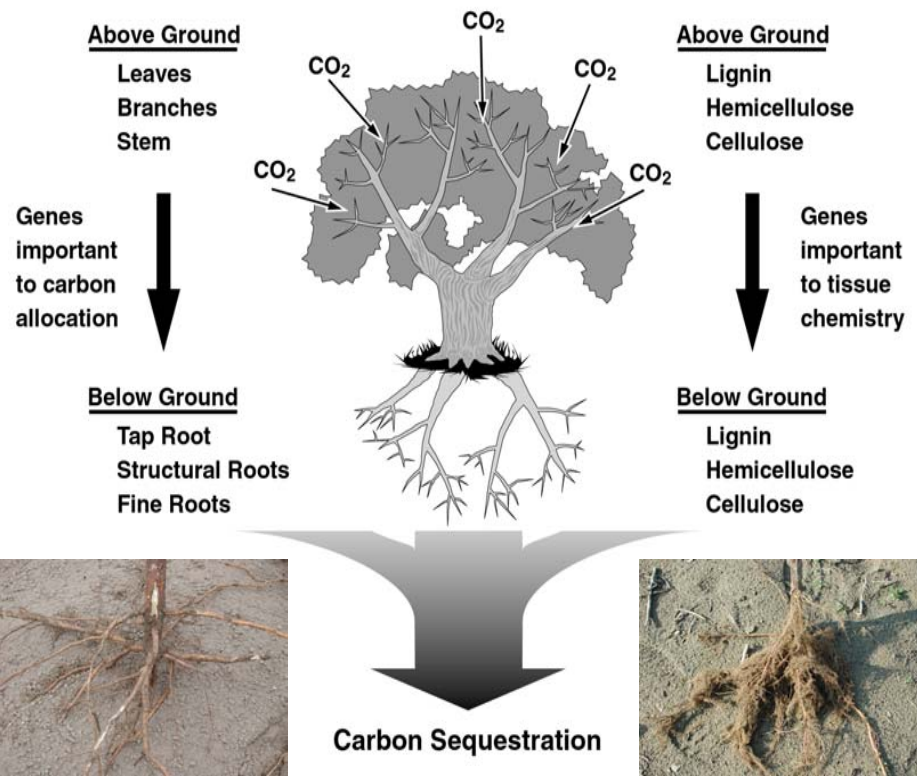 Above Ground
Leaves
Branches
Stem
Genes
important
to carbon
allocation
Below Ground
Tap Root
Structural Roots
Fine Roots
CO₂
CO₂
CO₂
CO₂
CO₂
Above Ground
Lignin
Hemicellulose
Cellulose
Genes
important
to tissue
chemistry
Below Ground
Lignin
Hemicellulose
Cellulose
Carbon Sequestration